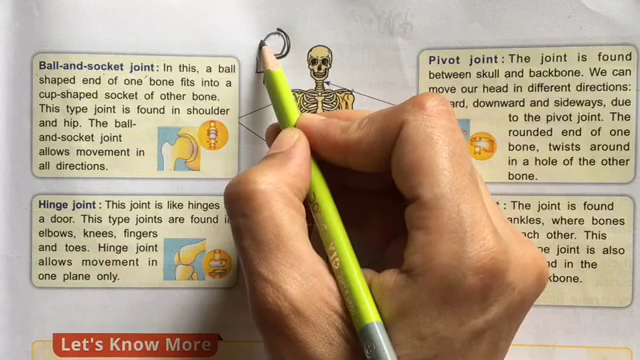 Ball-and-socket joint: In this, a ball
shaped end of one bone fits into a
cup-shaped socket of other bone.
This type joint is found in shoulder
and hip. The ball-
and-socket joint
allows movement in
all directions.
Hinge joint: This joint is like hinges
a door. This type joints are found
elbows, knees, fingers
and toes. Hinge joint
allows movement in
one plane only.
Pivot joint: The joint is found
between skull and backbone. We can
move our head in different directions:
ard, downward and sideways, due
to the pivot joint. The
rounded end of one
bone, twists around
in a hole of the other
bone.
: The joint is found
ankles, where bones
ach other. This
ne joint is also
nd in the
kbone.
Let's Know More